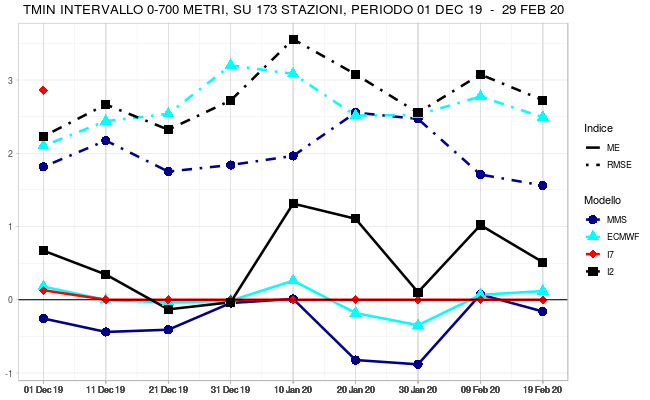 TMIN INTERVALLO 0-700 METRI, SU 173 STAZIONI, PERIODO 01 DEC 19 - 29 FEB 20
3
2
1
0
-1
01 Dec 19 11 Dec 19 21 Dec 19 31 Dec 19 10 Jan 20 20 Jan 20 30 Jan 20 09 Feb 20 19 Feb 20
Indice
ME
RMSE
Modello
MMS
ECMWF
I7
I2